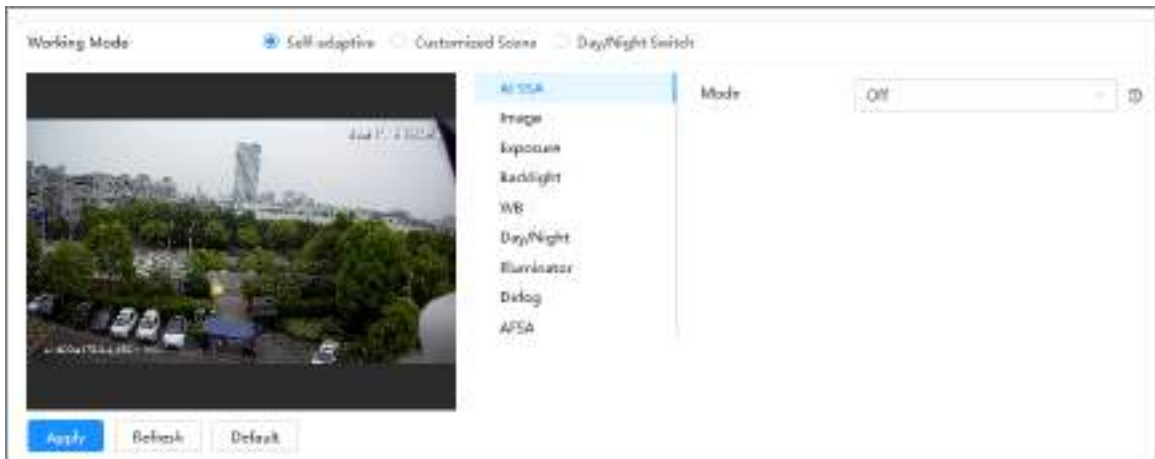 Working Mode
Self-adaptive
Customized Scene
Day/Night Switch
AI SSA
Mode
Off
Image
Exposure
Backlight
WB
Day/Night
Illuminator
Defog
AFSA
Apply
Refresh
Default